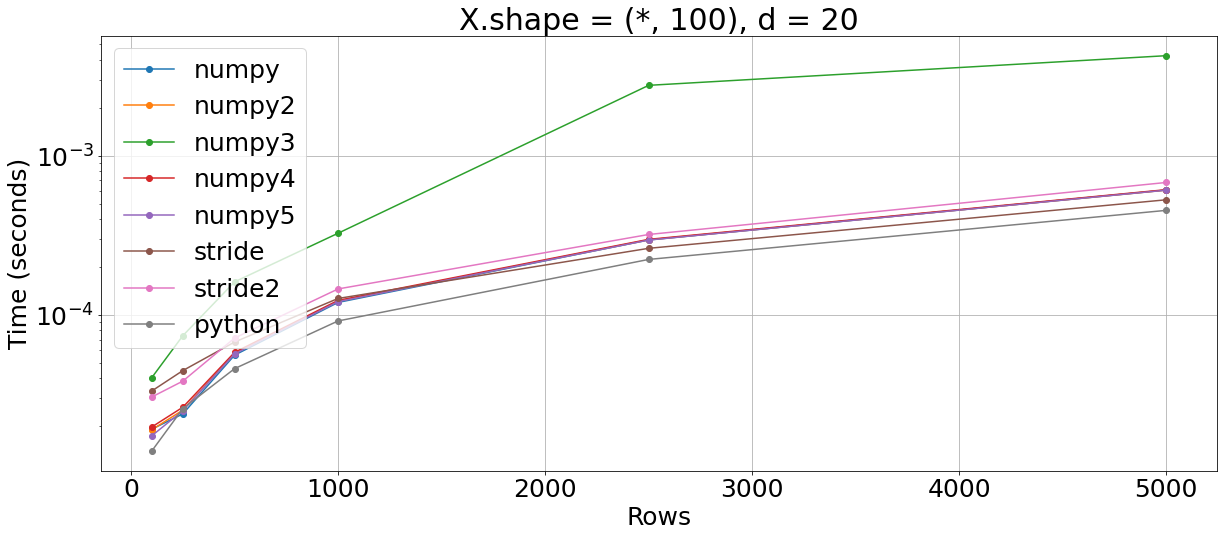 X.shape = (*, 100), d = 20
numpy
numpy2
numpy3
numpy4
numpy5
stride
stride2
python
10⁻³
10⁻⁴
Time (seconds)
0 1000 2000 3000 4000 5000
Rows